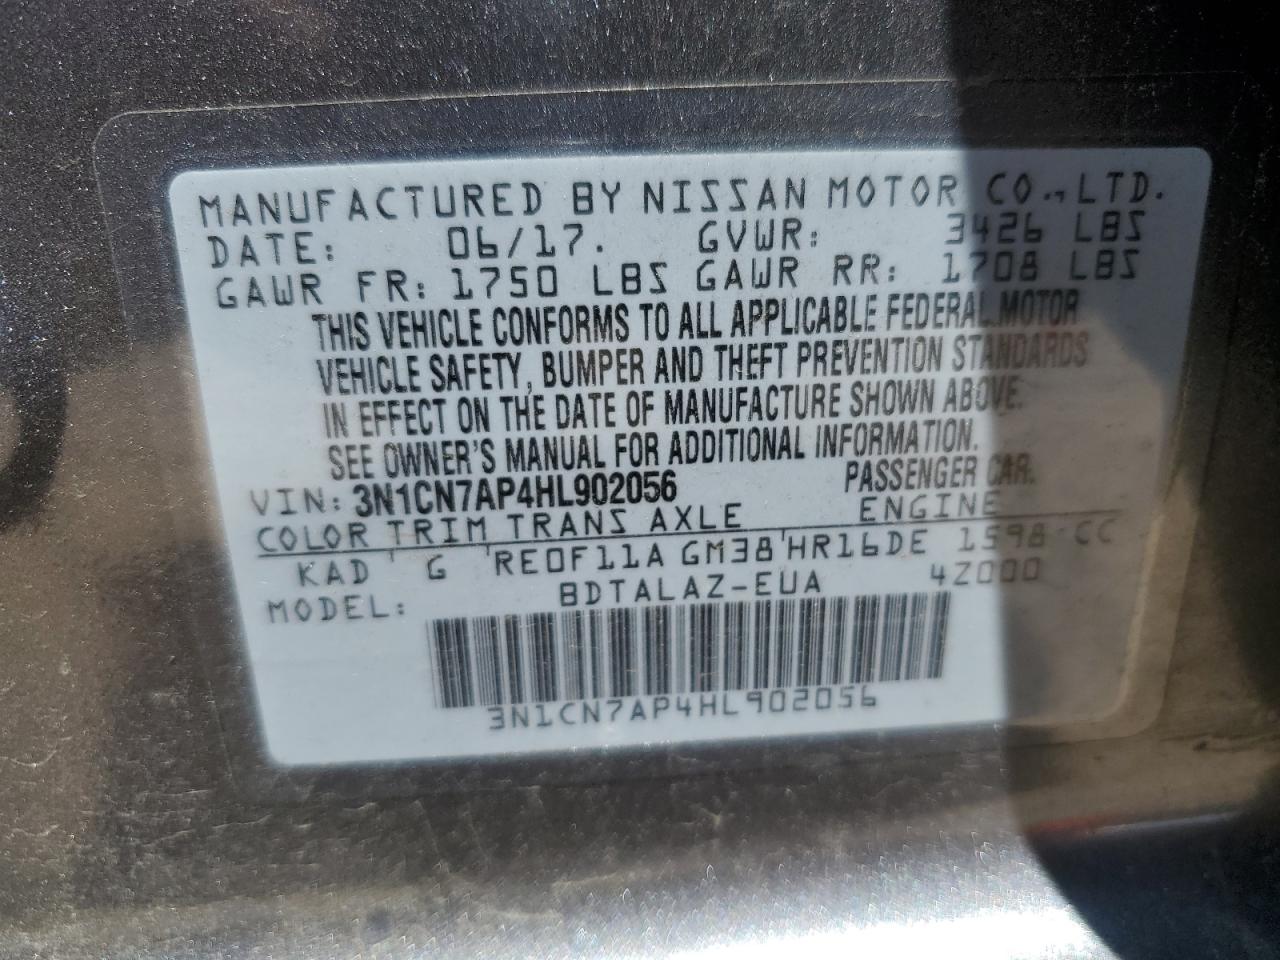 MANUFACTURED BY NISSAN MOTOR CO., LTD.
DATE: 06/17. GVWR: 3426 LBS
GAWR FR: 1750 LBS GAWR RR: 1708 LBS
THIS VEHICLE CONFORMS TO ALL APPLICABLE FEDERAL MOTOR
VEHICLE SAFETY, BUMPER AND THEFT PREVENTION STANDARDS
IN EFFECT ON THE DATE OF MANUFACTURE SHOWN ABOVE.
SEE OWNER'S MANUAL FOR ADDITIONAL INFORMATION.
VIN: 3N1CN7AP4HL902056 PASSENGER CAR.
COLOR TRIM TRANS AXLE ENGINE
KAD G RE0F11A GM38 HR16DE 1598 CC
MODEL: BDTALAZ-EUA 4Z000
3N1CN7AP4HL902056